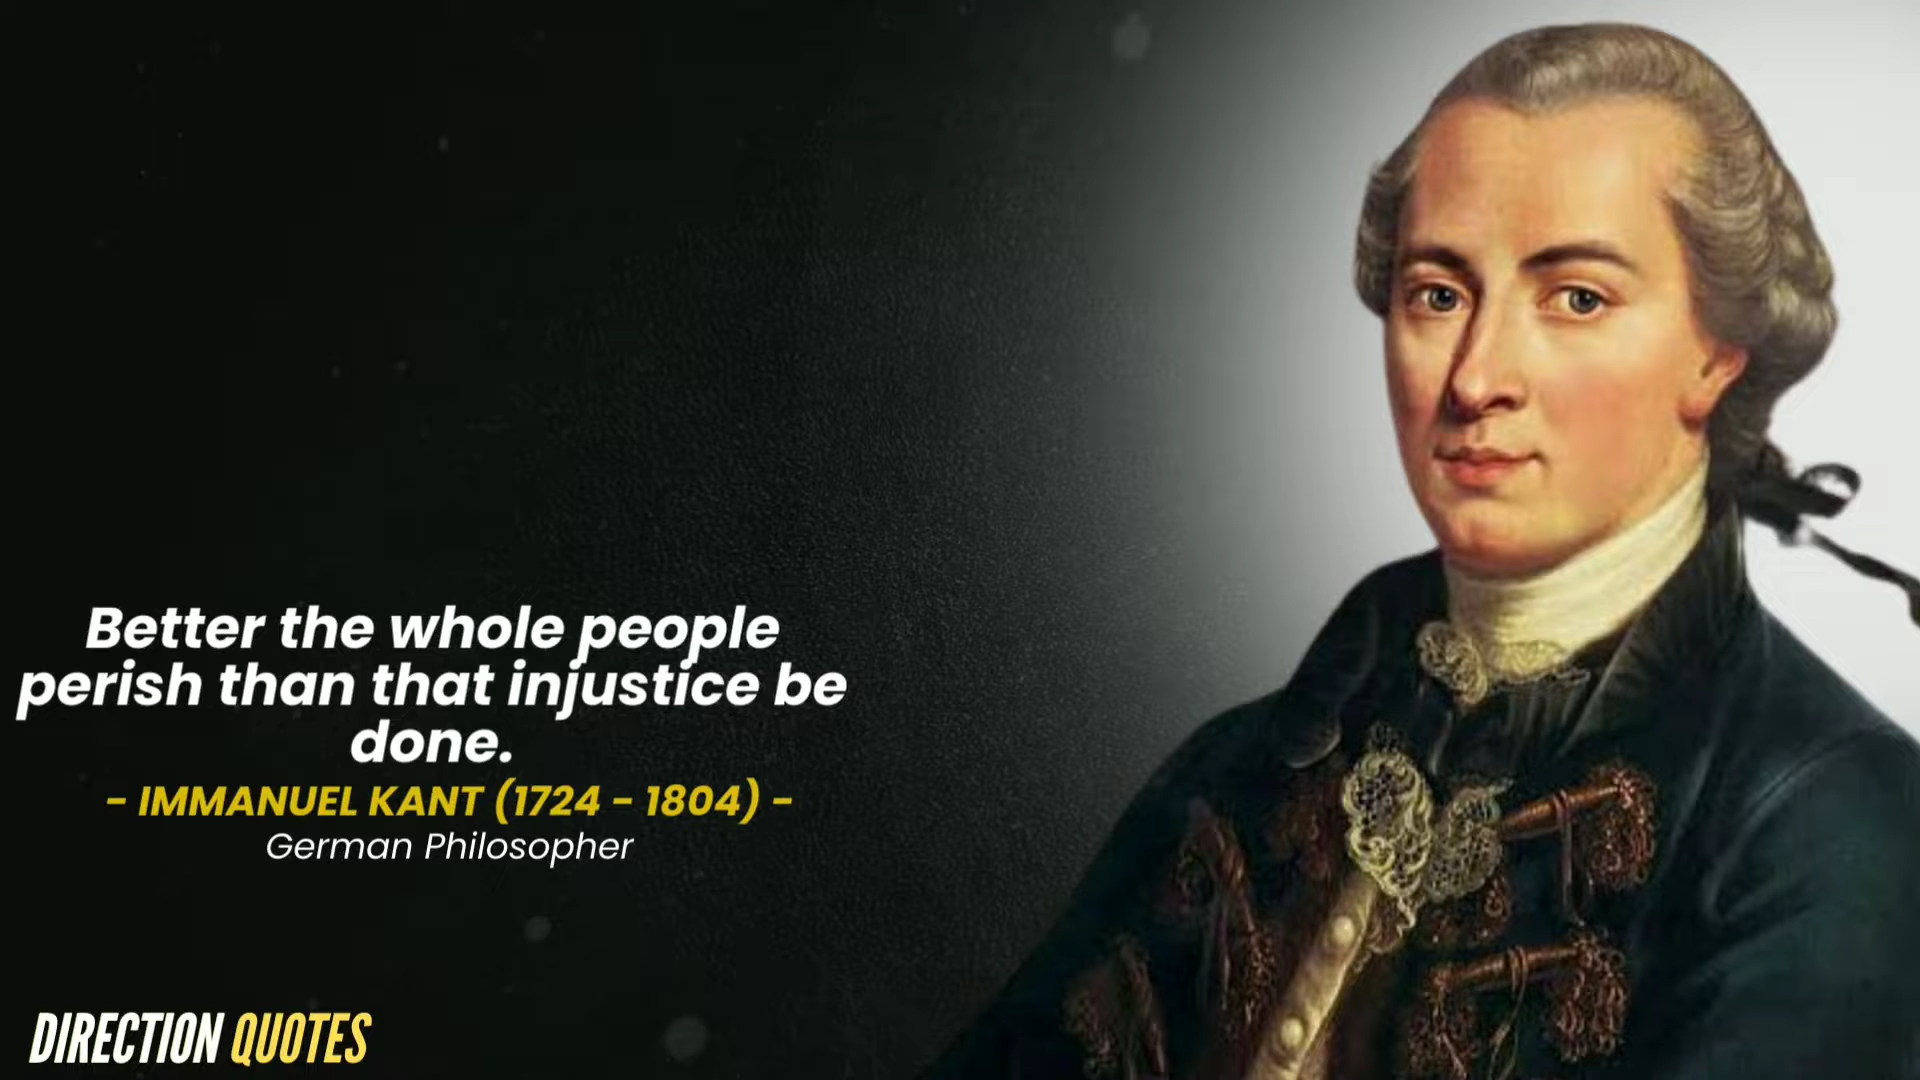 Better the whole people
perish than that injustice be
done.
- IMMANUEL KANT (1724 - 1804) -
German Philosopher
DIRECTION QUOTES